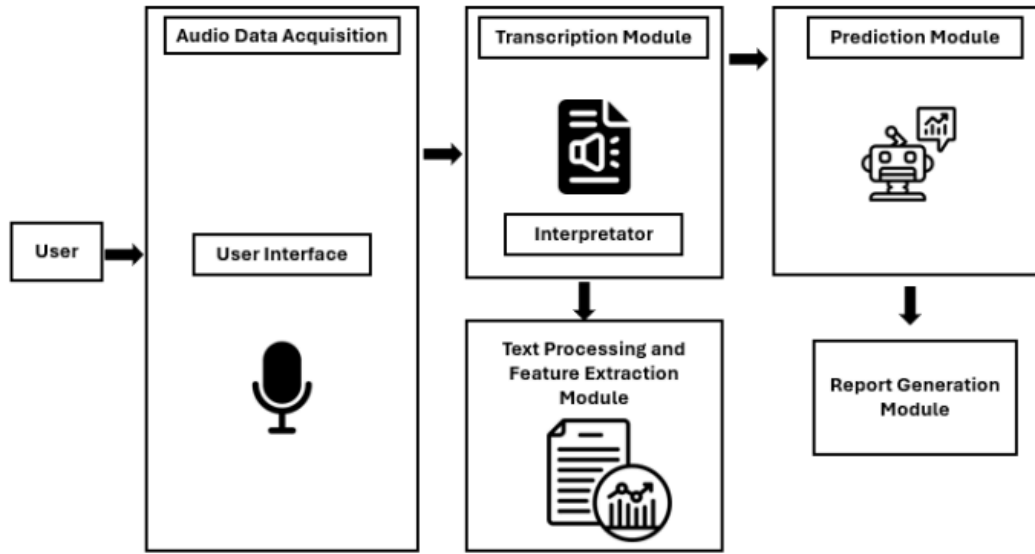 Audio Data Acquisition
Transcription Module
Prediction Module
User
User Interface
Interpretator
Text Processing and
Feature Extraction
Module
Report Generation
Module